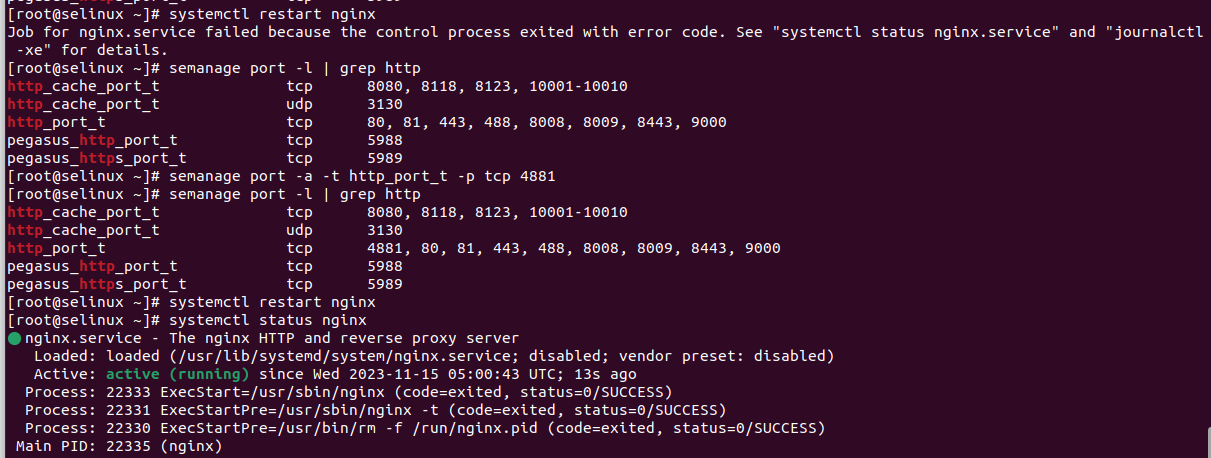 [root@selinux ~]# systemctl restart nginx
Job for nginx.service failed because the control process exited with error code. See "systemctl status nginx.service" and "journalctl
 -xe" for details.
[root@selinux ~]# semanage port -l | grep http
http_cache_port_t              tcp      8080, 8118, 8123, 10001-10010
http_cache_port_t              udp      3130
http_port_t                    tcp      80, 81, 443, 488, 8008, 8009, 8443, 9000
pegasus_http_port_t            tcp      5988
pegasus_https_port_t           tcp      5989
[root@selinux ~]# semanage port -a -t http_port_t -p tcp 4881
[root@selinux ~]# semanage port -l | grep http
http_cache_port_t              tcp      8080, 8118, 8123, 10001-10010
http_cache_port_t              udp      3130
http_port_t                    tcp      4881, 80, 81, 443, 488, 8008, 8009, 8443, 9000
pegasus_http_port_t            tcp      5988
pegasus_https_port_t           tcp      5989
[root@selinux ~]# systemctl restart nginx
[root@selinux ~]# systemctl status nginx
● nginx.service - The nginx HTTP and reverse proxy server
   Loaded: loaded (/usr/lib/systemd/system/nginx.service; disabled; vendor preset: disabled)
   Active: active (running) since Wed 2023-11-15 05:00:43 UTC; 13s ago
  Process: 22333 ExecStart=/usr/sbin/nginx (code=exited, status=0/SUCCESS)
  Process: 22331 ExecStartPre=/usr/sbin/nginx -t (code=exited, status=0/SUCCESS)
  Process: 22330 ExecStartPre=/usr/bin/rm -f /run/nginx.pid (code=exited, status=0/SUCCESS)
 Main PID: 22335 (nginx)